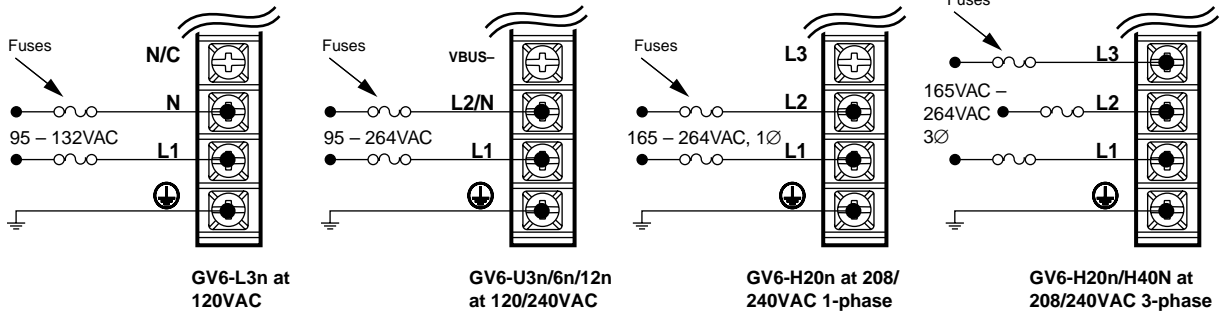 Fuses
N/C
N
95 – 132VAC
L1
GV6-L3n at
120VAC
Fuses
VBUS–
L2/N
95 – 264VAC
L1
GV6-U3n/6n/12n
at 120/240VAC
Fuses
L3
L2
165 – 264VAC, 1∅
L1
GV6-H20n at 208/
240VAC 1-phase
Fuses
L3
165VAC –
264VAC
3∅
L2
L1
GV6-H20n/H40N at
208/240VAC 3-phase